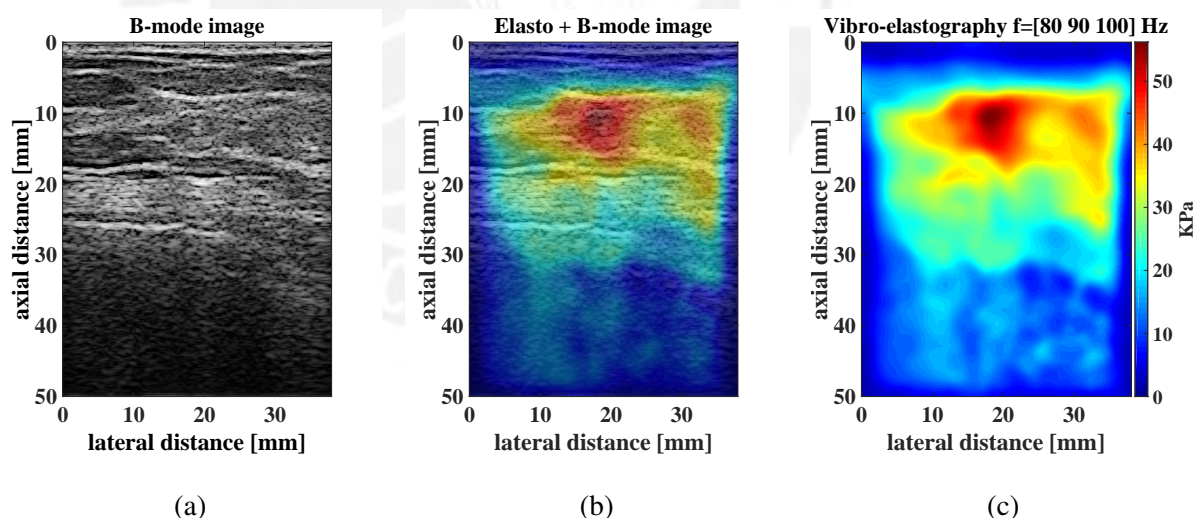 B-mode image
0
10
20
30
40
50
axial distance [mm]
0 10 20 30
lateral distance [mm]
(a)
Elasto + B-mode image
0
10
20
30
40
50
axial distance [mm]
0 10 20 30
lateral distance [mm]
(b)
Vibro-elastography f=[80 90 100] Hz
0
10
20
30
40
50
axial distance [mm]
0 10 20 30
lateral distance [mm]
50
40
30
20
10
0
KPa
(c)